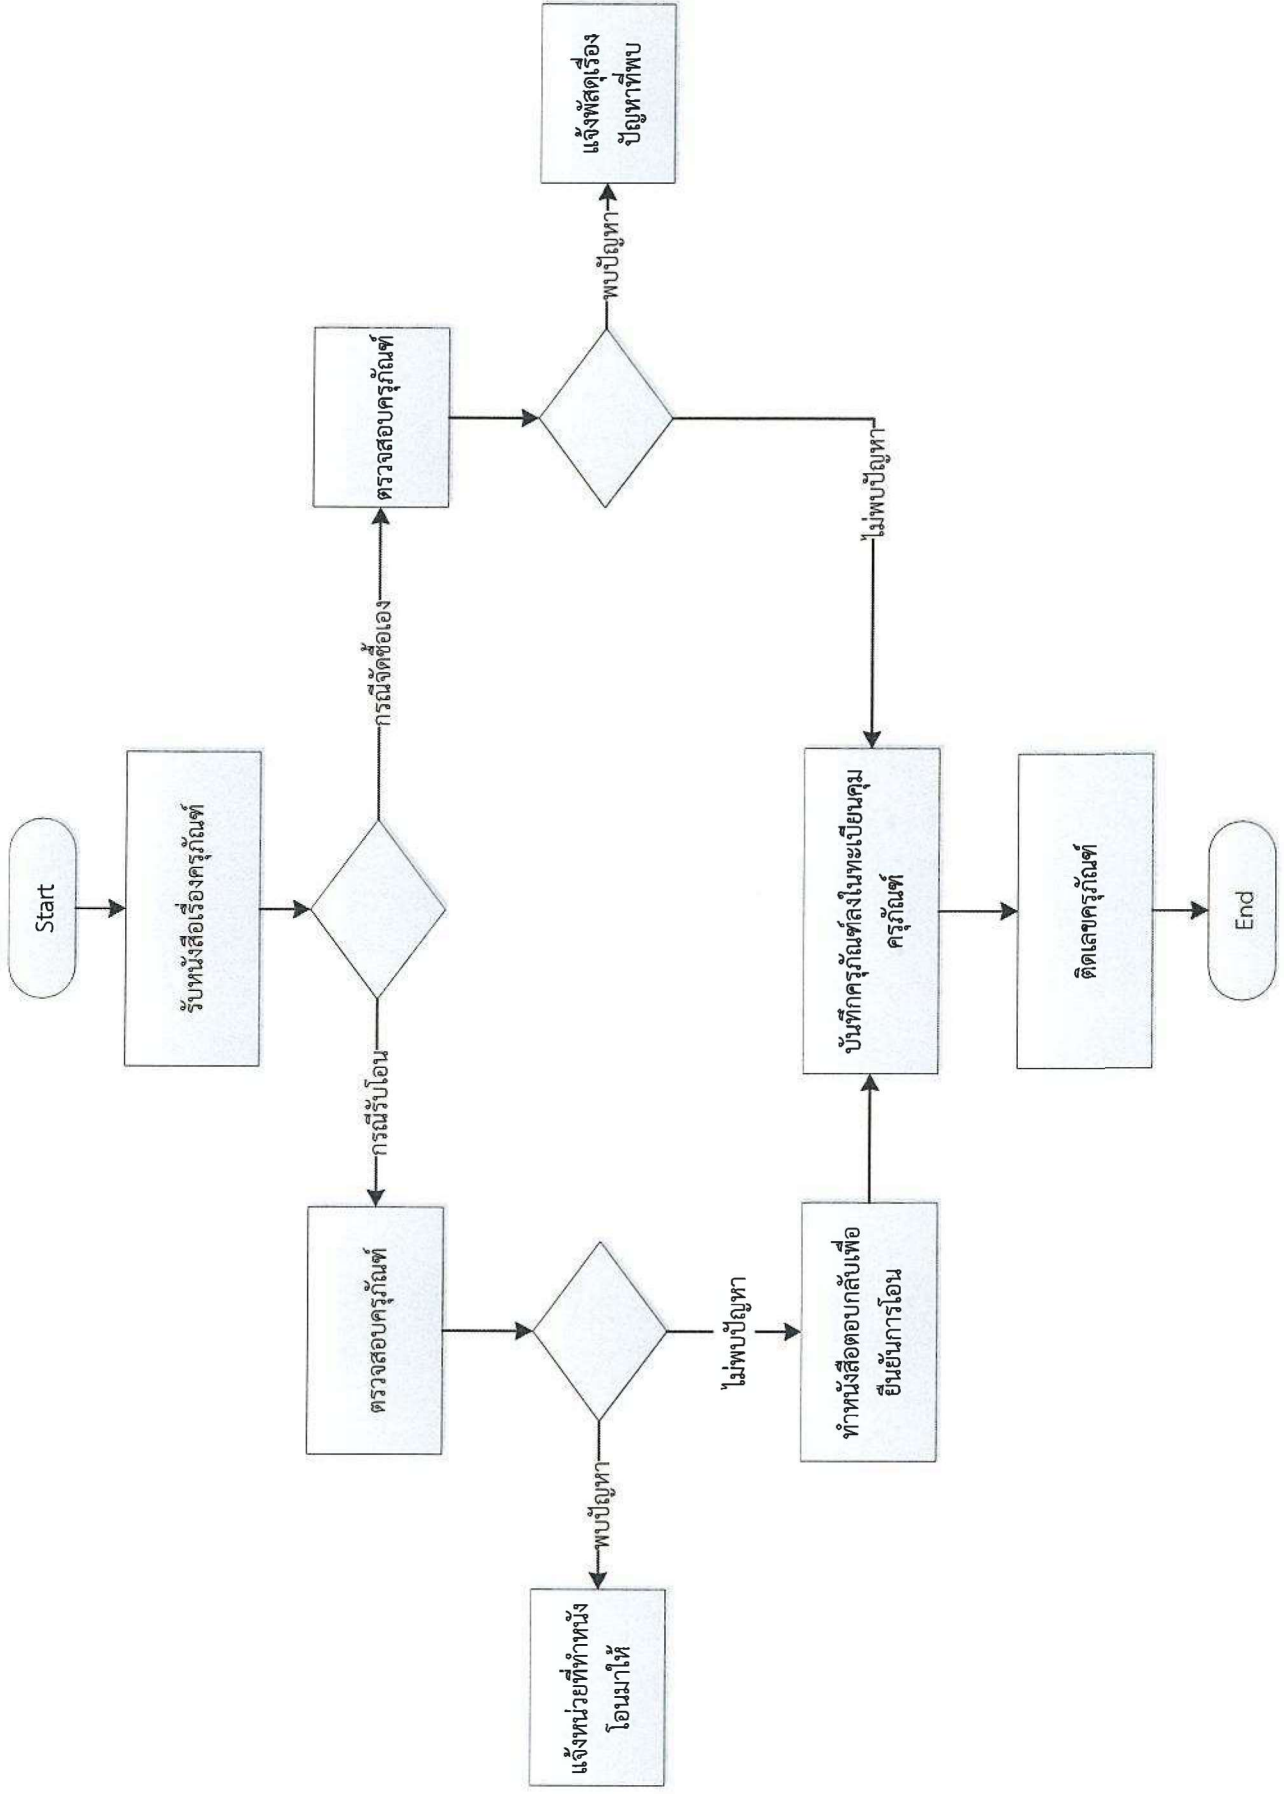 Start
รับหนังสือเรื่องครุภัณฑ์
กรณีรับโอน
กรณีจัดซื้อเอง
ตรวจสอบครุภัณฑ์
ตรวจสอบครุภัณฑ์
พบปัญหา
พบปัญหา
แจ้งหน่วยที่ทำหนัง
โอนมาให้
แจ้งพัสดุเรื่อง
ปัญหาที่พบ
ไม่พบปัญหา
ไม่พบปัญหา
ทำหนังสือตอบกลับเพื่อ
ยืนยันการโอน
บันทึกครุภัณฑ์ลงในทะเบียนคุม
ครุภัณฑ์
ติดเลขครุภัณฑ์
End